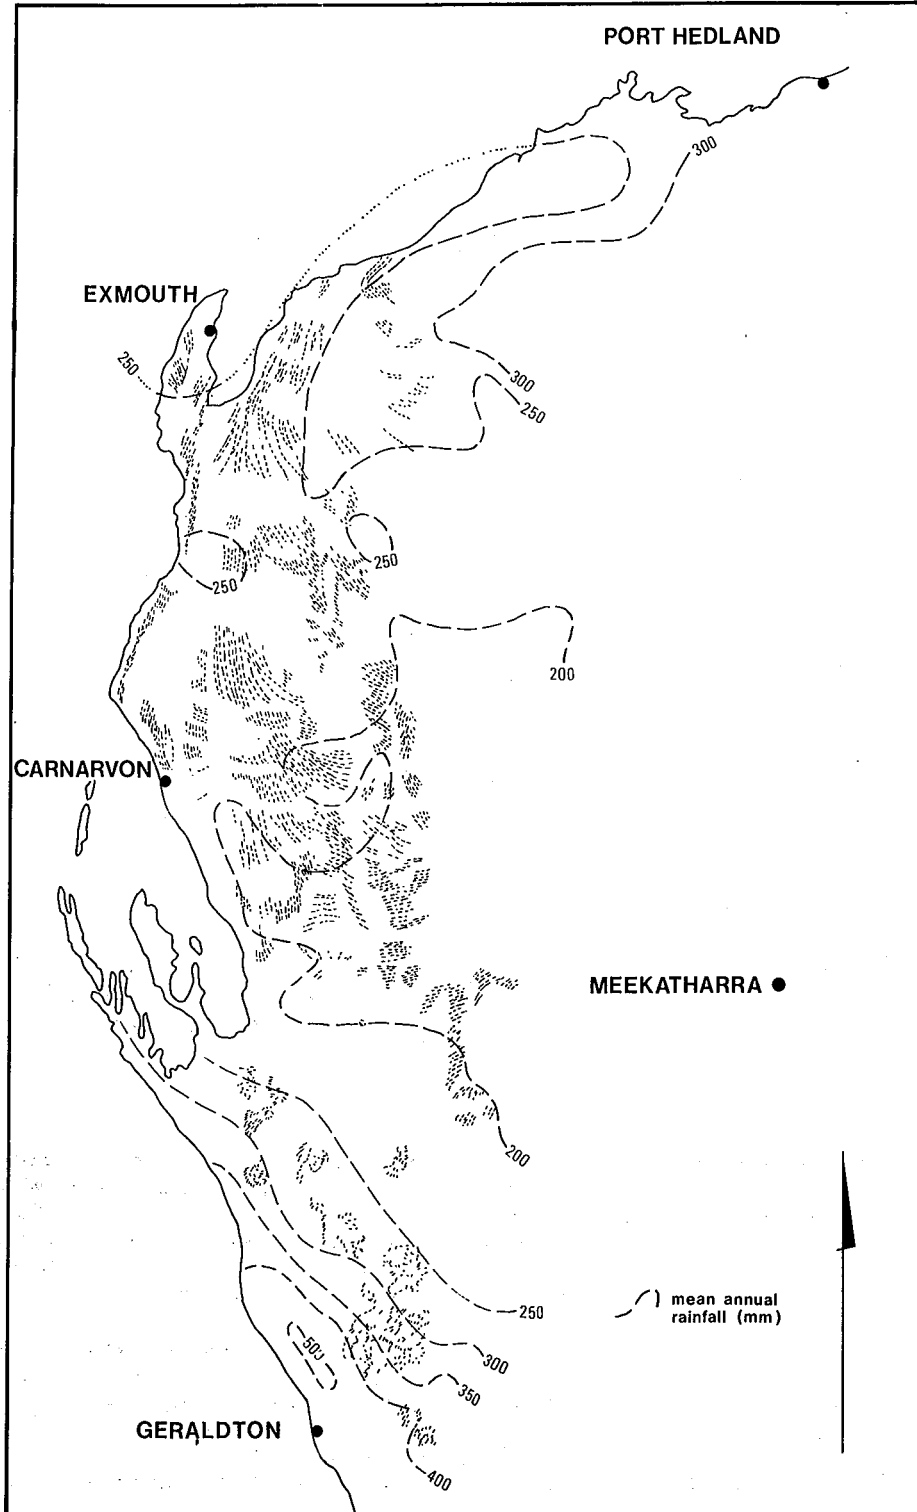 PORT HEDLAND
300
EXMOUTH
250
300
250
250
250
200
CARNARVON
MEEKATHARRA
200
250
mean annual
rainfall (mm)
300
500
350
GERALDTON
400